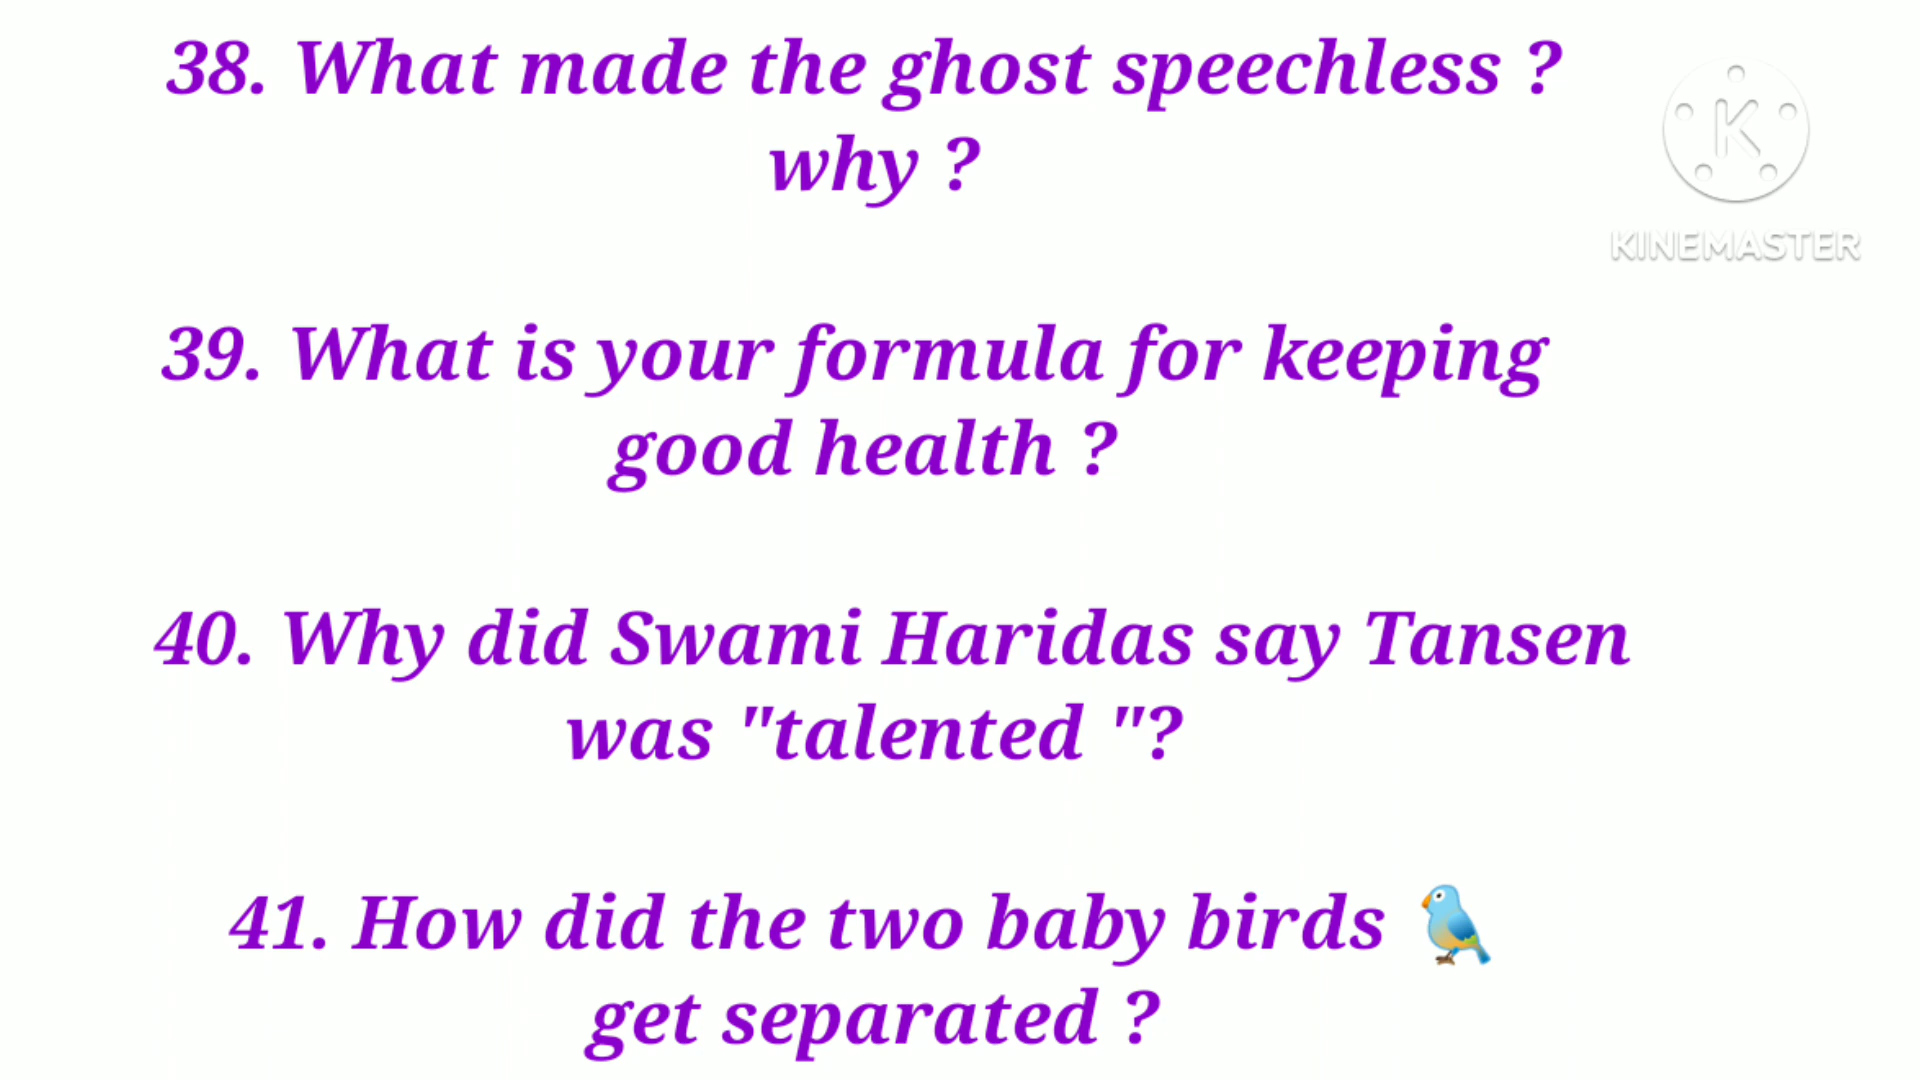 38. What made the ghost speechless ?
why ?
KINEMASTER
39. What is your formula for keeping
good health ?
40. Why did Swami Haridas say Tansen
was "talented "?
41. How did the two baby birds 🐦
get separated ?